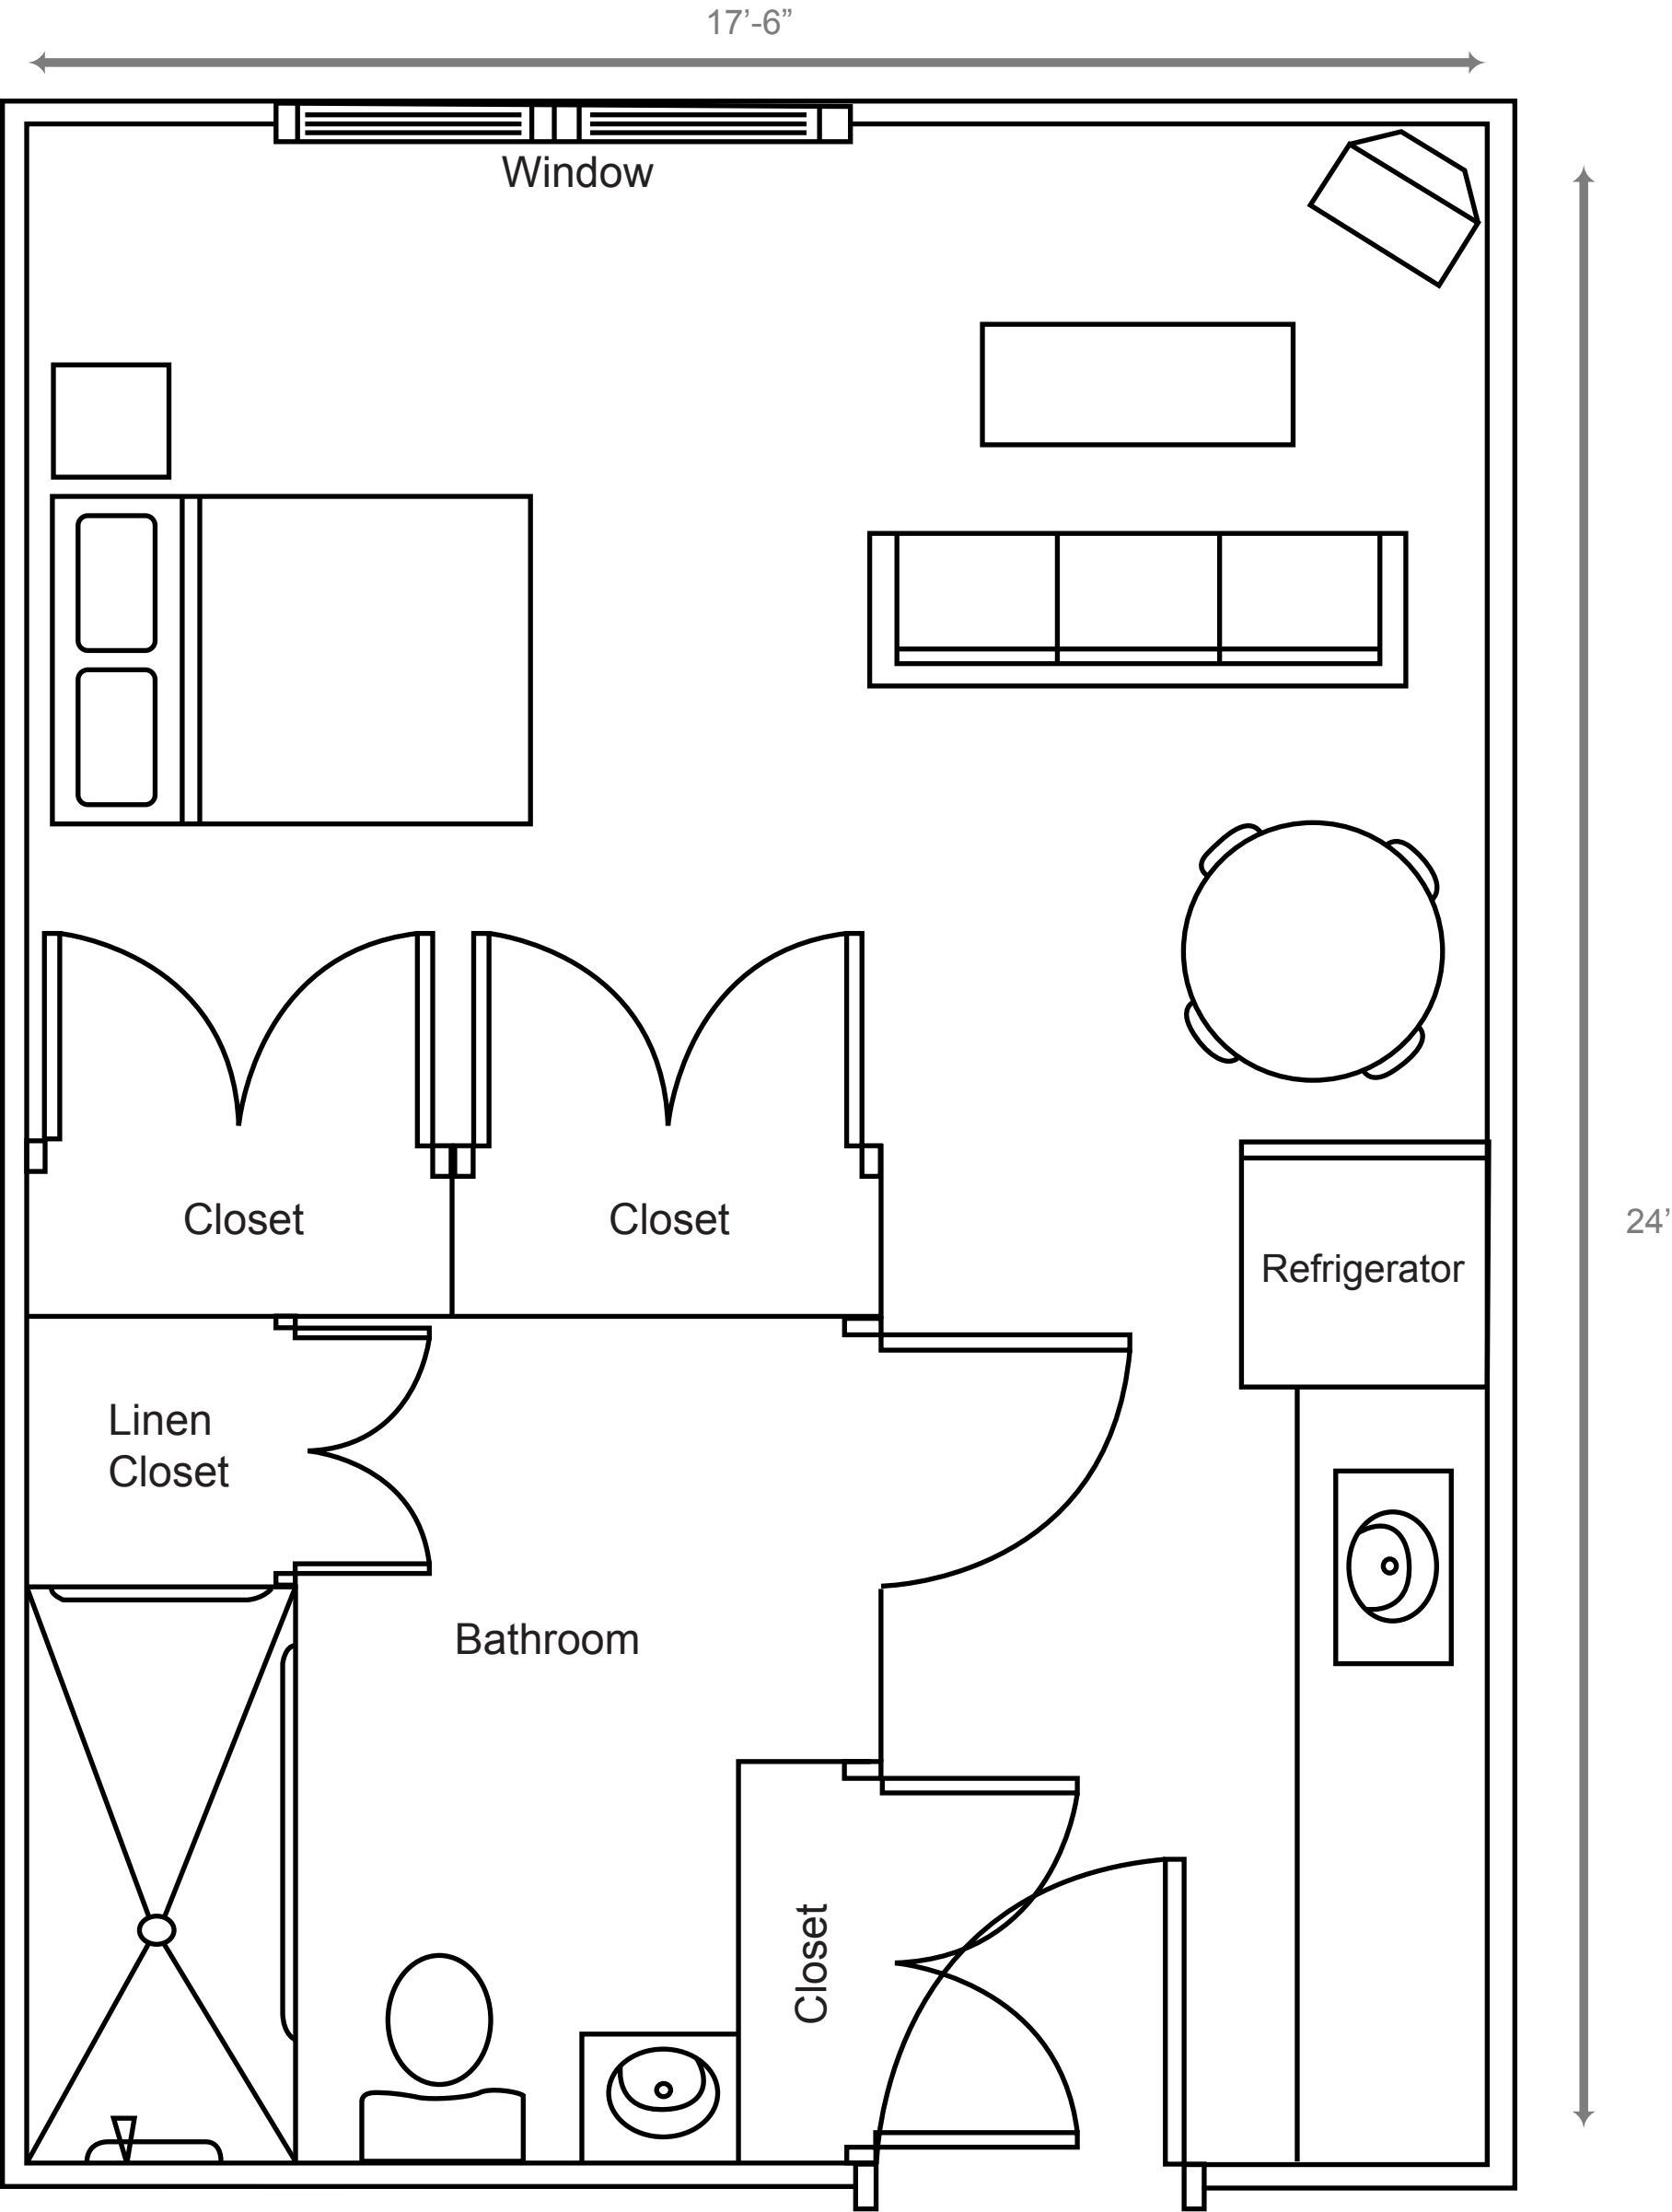 17’-6”
Window
Closet
Closet
24’
Refrigerator
Linen
Closet
Bathroom
Closet